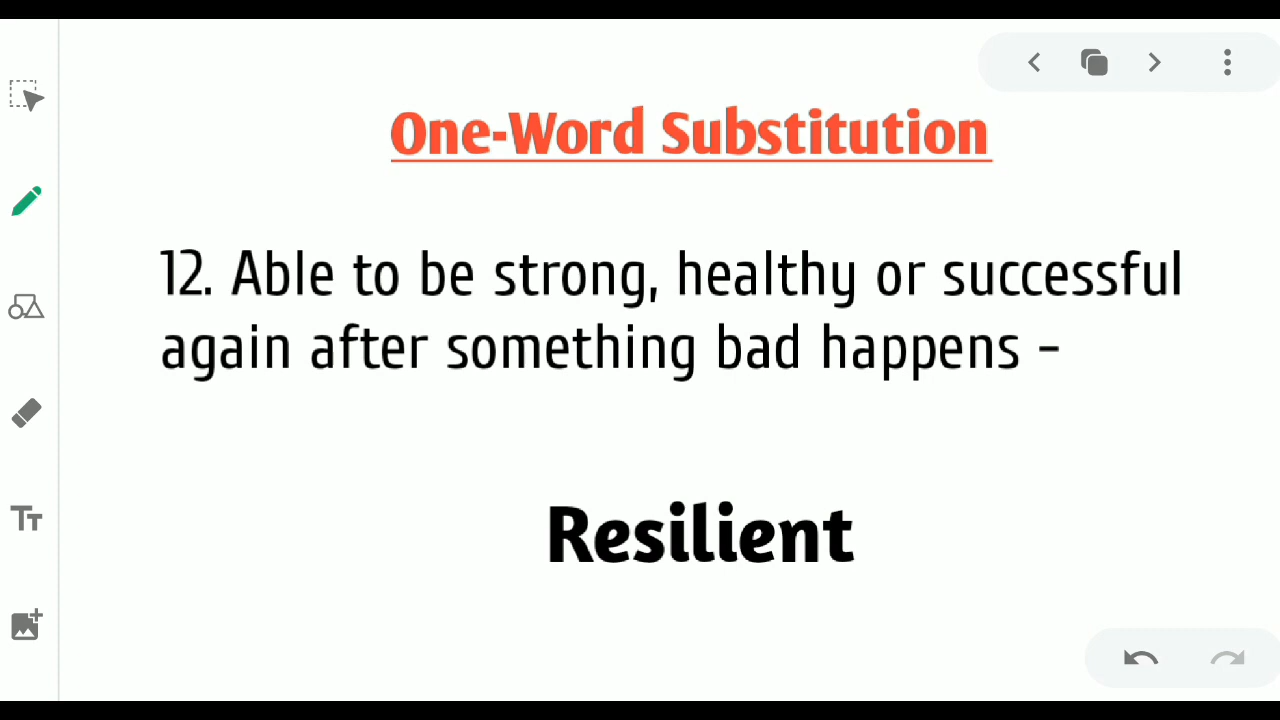 One-Word Substitution
12. Able to be strong, healthy or successful
again after something bad happens -
Resilient